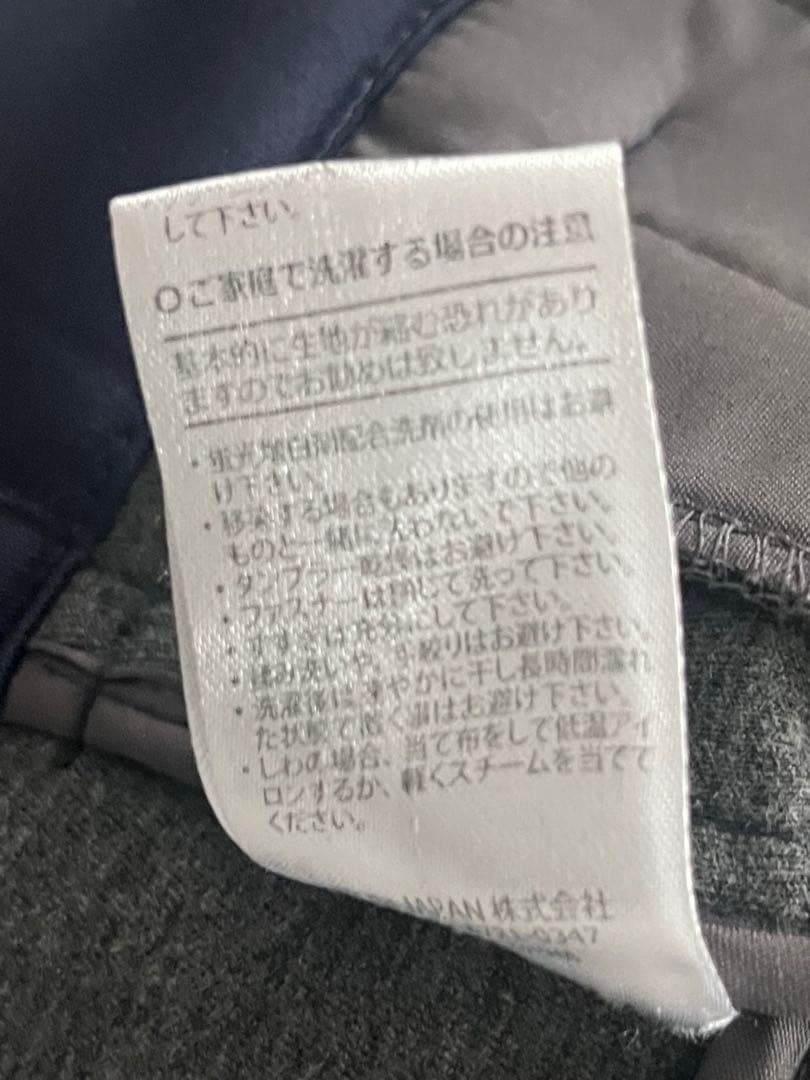 して下さい。
○ご家庭で洗濯する場合の注意
基本的に生地が縮む恐れがあり
ますのでお勧めは致しません。
・蛍光増白剤配合洗剤の使用はお避
け下さい。
・移染する場合もありますので他の
ものと一緒に入れないで下さい。
・タンブラー乾燥はお避け下さい。
・ファスナーは閉じて洗って下さい。
・すすぎは充分にして下さい。
・揉み洗いや、手絞りはお避け下さい。
・洗濯後はすやかに干し長時間濡れ
た状態で置く事はお避け下さい。
・しわの場合、当て布をして低温アイ
ロンするか、軽くスチームを当てて
ください。
JAPAN 株式会社
-0347